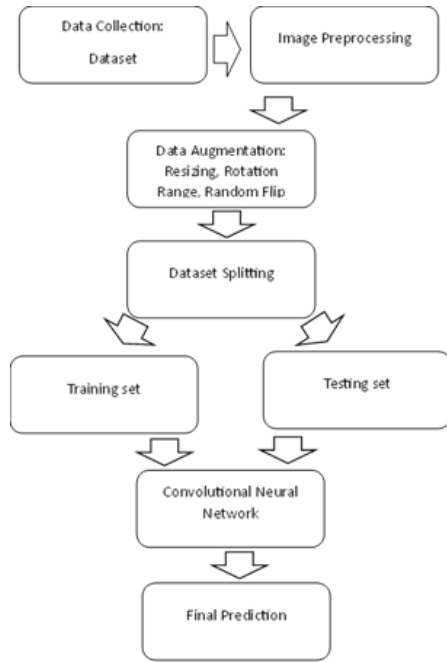 Data Collection:
Dataset
Image Preprocessing
Data Augmentation:
Resizing, Rotation
Range, Random Flip
Dataset Splitting
Training set
Testing set
Convolutional Neural
Network
Final Prediction